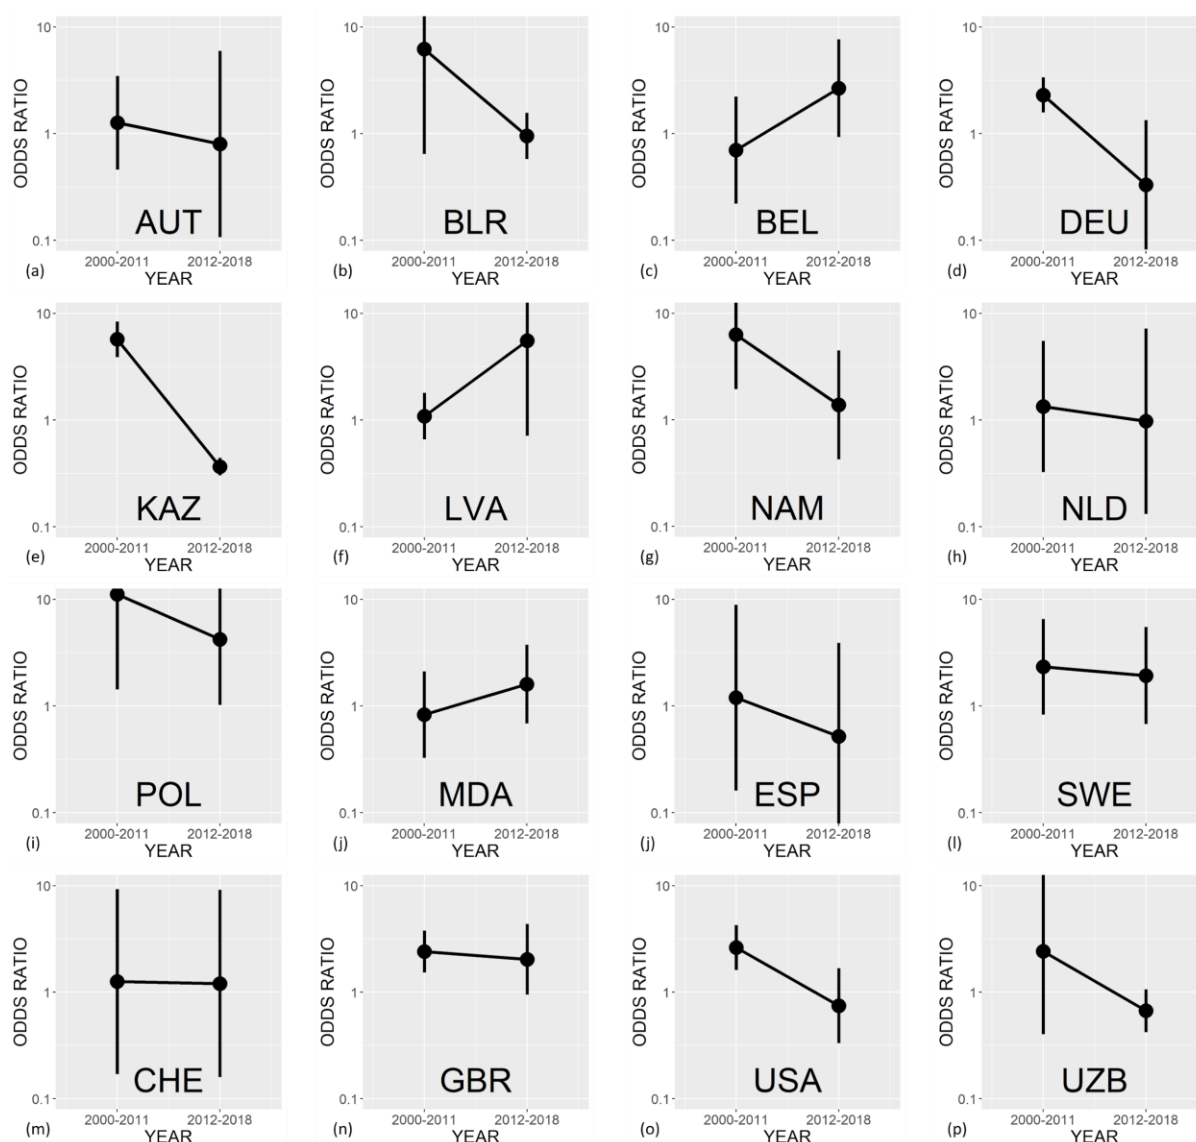 10
1
0.1
ODDS RATIO
AUT
2000-2011 2012-2018
YEAR
(a)
10
1
0.1
ODDS RATIO
BLR
2000-2011 2012-2018
YEAR
(b)
10
1
0.1
ODDS RATIO
BEL
2000-2011 2012-2018
YEAR
(c)
10
1
0.1
ODDS RATIO
DEU
2000-2011 2012-2018
YEAR
(d)
10
1
0.1
ODDS RATIO
KAZ
2000-2011 2012-2018
YEAR
(e)
10
1
0.1
ODDS RATIO
LVA
2000-2011 2012-2018
YEAR
(f)
10
1
0.1
ODDS RATIO
NAM
2000-2011 2012-2018
YEAR
(g)
10
1
0.1
ODDS RATIO
NLD
2000-2011 2012-2018
YEAR
(h)
10
1
0.1
ODDS RATIO
POL
2000-2011 2012-2018
YEAR
(i)
10
1
0.1
ODDS RATIO
MDA
2000-2011 2012-2018
YEAR
(j)
10
1
0.1
ODDS RATIO
ESP
2000-2011 2012-2018
YEAR
(j)
10
1
0.1
ODDS RATIO
SWE
2000-2011 2012-2018
YEAR
(l)
10
1
0.1
ODDS RATIO
CHE
2000-2011 2012-2018
YEAR
(m)
10
1
0.1
ODDS RATIO
GBR
2000-2011 2012-2018
YEAR
(n)
10
1
0.1
ODDS RATIO
USA
2000-2011 2012-2018
YEAR
(o)
10
1
0.1
ODDS RATIO
UZB
2000-2011 2012-2018
YEAR
(p)